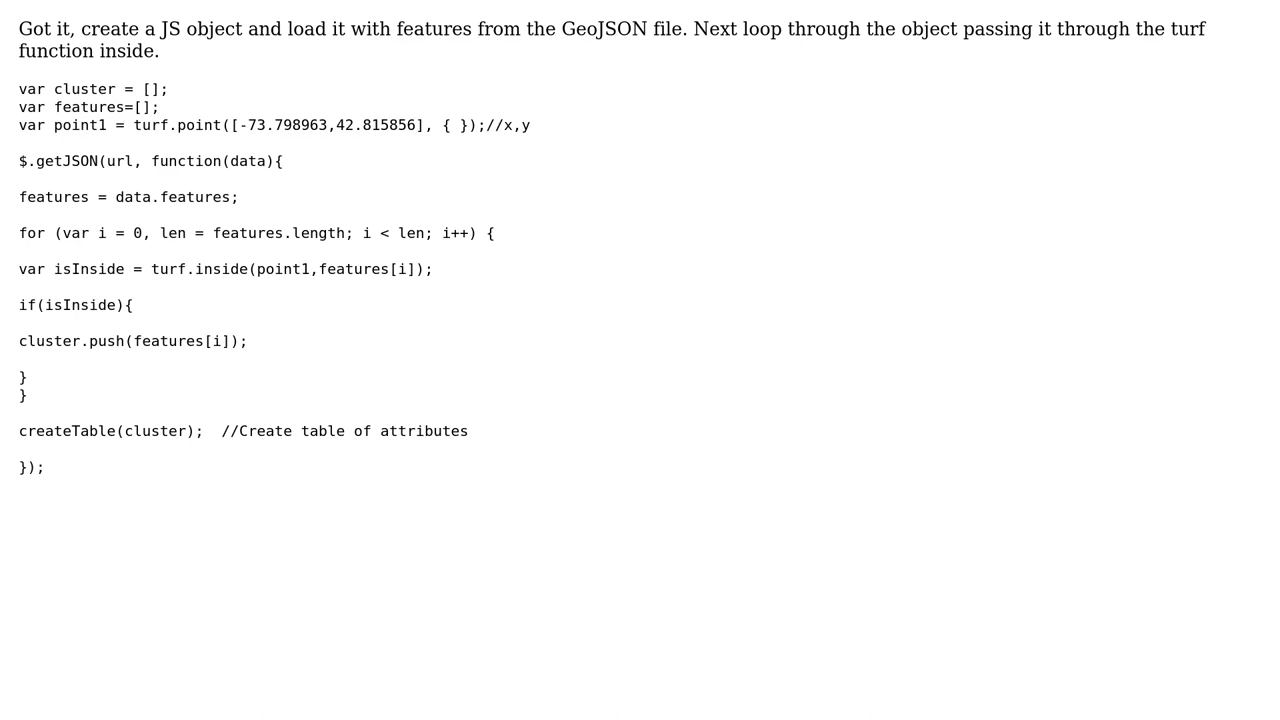 Got it, create a JS object and load it with features from the GeoJSON file. Next loop through the object passing it through the turf
function inside.
var cluster = [];
var features=[];
var point1 = turf.point([-73.798963,42.815856], { });//x,y
$.getJSON(url, function(data){
features = data.features;
for (var i = 0, len = features.length; i < len; i++) {
var isInside = turf.inside(point1,features[i]);
if(isInside){
cluster.push(features[i]);
}
}
createTable(cluster);  //Create table of attributes
});